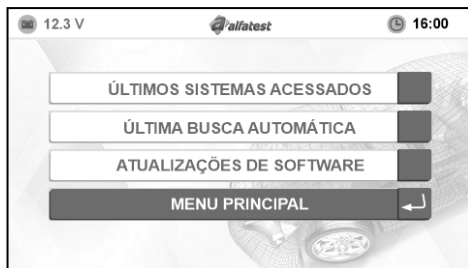 12.3 V alfatest 16:00
ÚLTIMOS SISTEMAS ACESSADOS
ÚLTIMA BUSCA AUTOMÁTICA
ATUALIZAÇÕES DE SOFTWARE
MENU PRINCIPAL